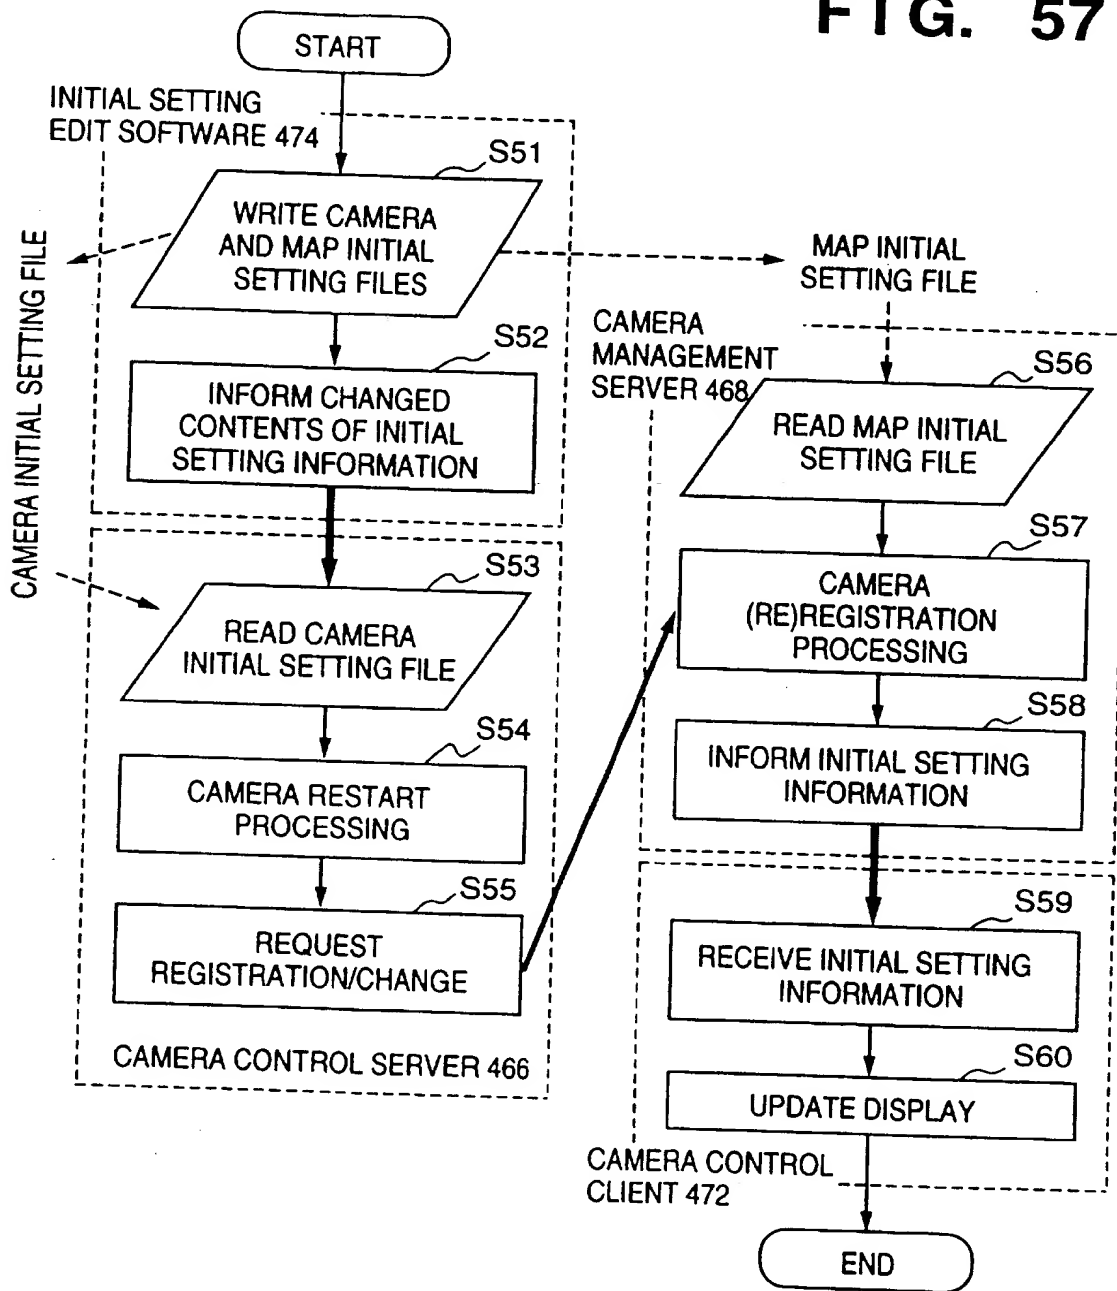 FIG. 57
START
INITIAL SETTING
EDIT SOFTWARE 474
S51
WRITE CAMERA
AND MAP INITIAL
SETTING FILES
CAMERA INITIAL SETTING FILE
MAP INITIAL
SETTING FILE
S52
INFORM CHANGED
CONTENTS OF INITIAL
SETTING INFORMATION
S53
READ CAMERA
INITIAL SETTING FILE
S54
CAMERA RESTART
PROCESSING
S55
REQUEST
REGISTRATION/CHANGE
CAMERA CONTROL SERVER 466
CAMERA
MANAGEMENT
SERVER 468
S56
READ MAP INITIAL
SETTING FILE
S57
CAMERA
(RE)REGISTRATION
PROCESSING
S58
INFORM INITIAL SETTING
INFORMATION
S59
RECEIVE INITIAL SETTING
INFORMATION
S60
UPDATE DISPLAY
CAMERA CONTROL
CLIENT 472
END